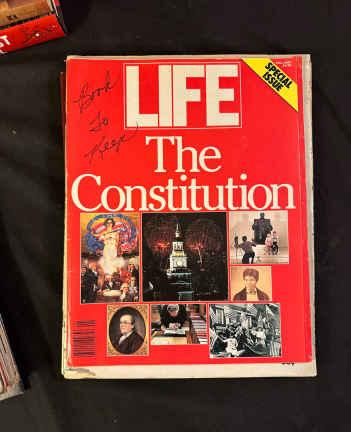 LIFE
SPECIAL
ISSUE
Book
To
Keep
The
Constitution